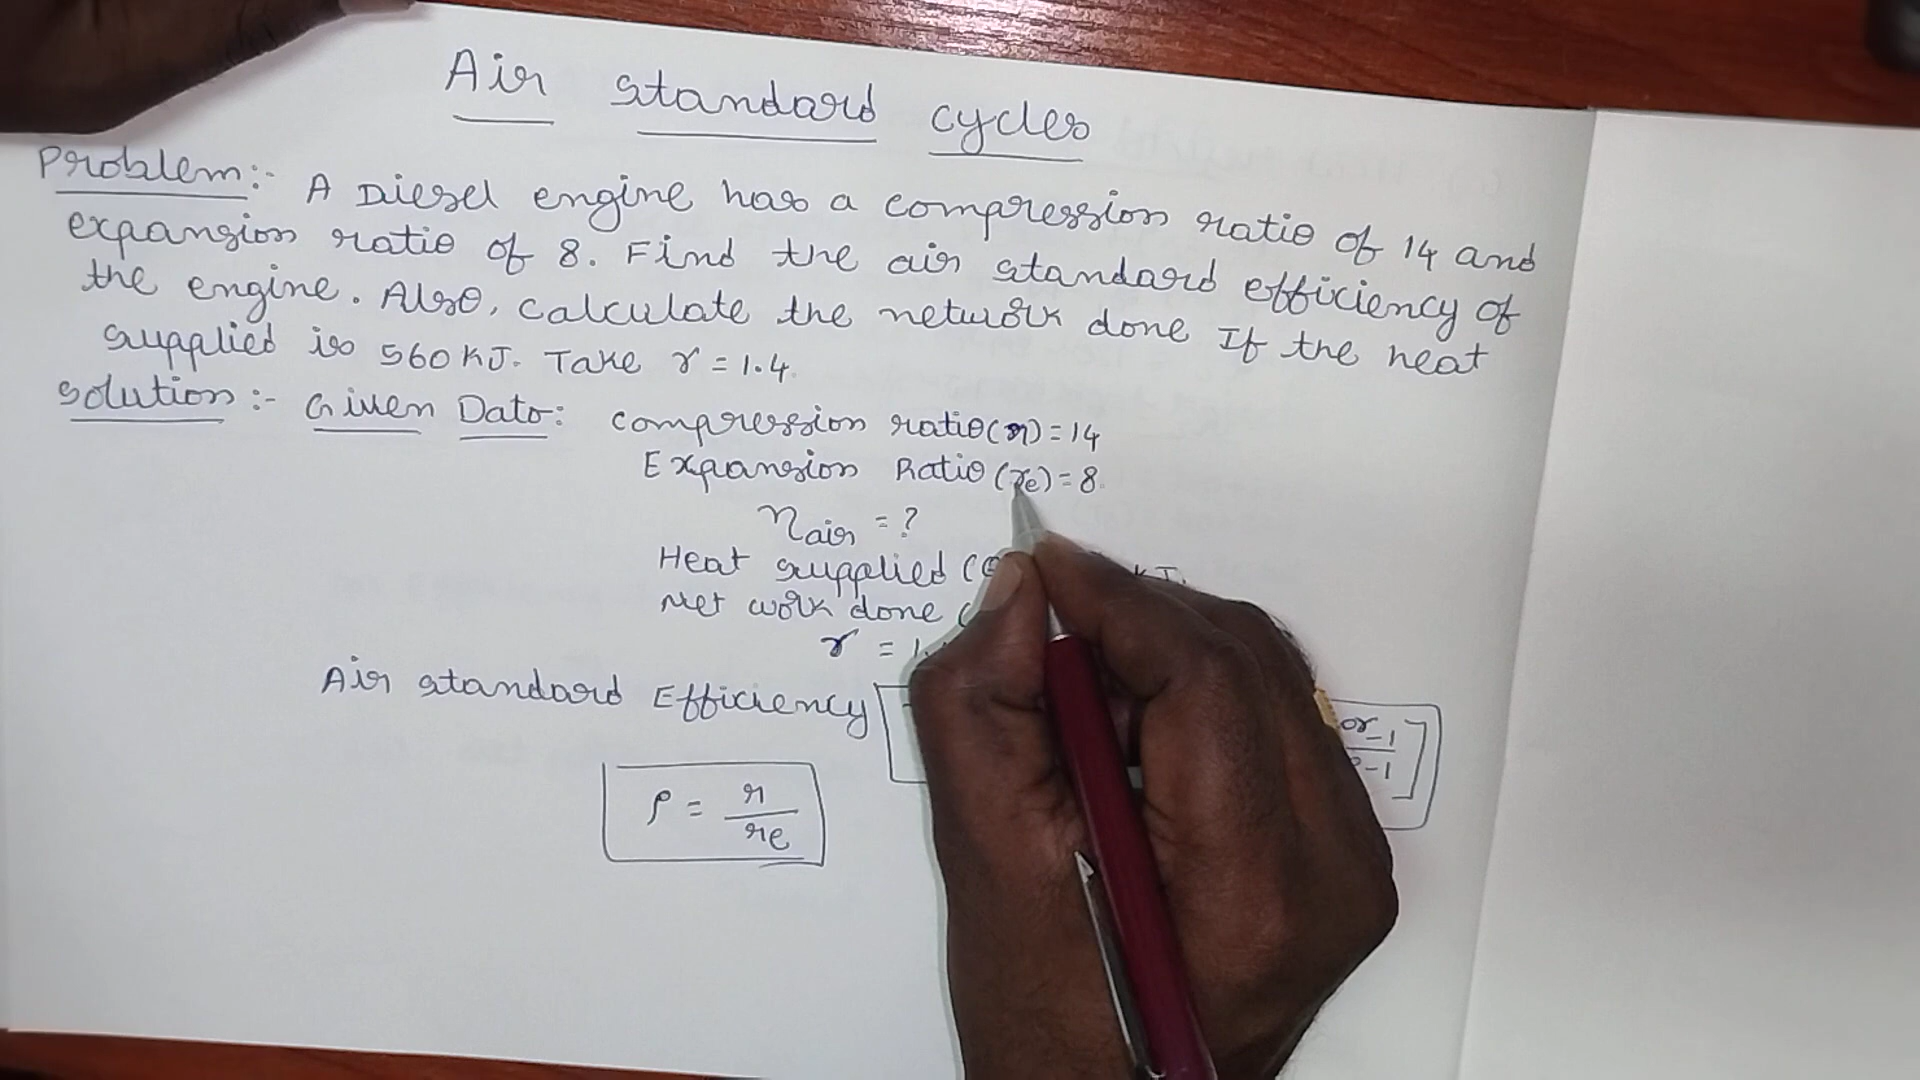 Air standard cycles
Problem:- A Diesel engine has a compression ratio of 14 and
expansion ratio of 8. Find the air standard efficiency of
the engine. Also, calculate the network done If the heat
supplied is 560 KJ. Take γ = 1.4.
Solution:- Given Data: compression ratio(r) = 14
Expansion Ratio (re) = 8.
ηair = ?
Heat supplied ( KJ.
Net work done (
γ = 1.
Air standard Efficiency
ρ = r/re